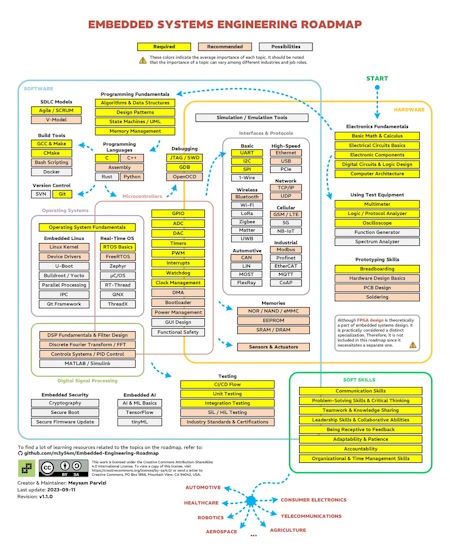 EMBEDDED SYSTEMS ENGINEERING ROADMAP
Required
Recommended
Possibilities
These colors indicate the average importance of each topic. It should be noted
that the importance of a topic can vary among different industries and job roles.
START
SOFTWARE
HARDWARE
SDLC Models
Agile / SCRUM
V-Model
Build Tools
GCC & Make
CMake
Bash Scripting
Docker
Version Control
SVN
Git
Programming Fundamentals
Algorithms & Data Structures
Design Patterns
State Machines / UML
Memory Management
Programming
Languages
C
C++
Assembly
Rust
Python
Debugging
JTAG / SWD
GDB
OpenOCD
Simulation / Emulation Tools
Interfaces & Protocols
Basic
UART
I2C
SPI
1-Wire
High-Speed
Ethernet
USB
PCIe
Wireless
Bluetooth
Wi-Fi
LoRa
Zigbee
Matter
UWB
Network
TCP/IP
UDP
Cellular
GSM / LTE
5G
NB-IoT
Automotive
CAN
LIN
MOST
FlexRay
Industrial
Modbus
Profinet
EtherCAT
MQTT
CoAP
Memories
NOR / NAND / eMMC
EEPROM
SRAM / DRAM
Sensors & Actuators
Electronics Fundamentals
Basic Math & Calculus
Electrical Circuits Basics
Electronic Components
Digital Circuits & Logic Design
Computer Architecture
Using Test Equipment
Multimeter
Logic / Protocol Analyzer
Oscilloscope
Function Generator
Spectrum Analyzer
Prototyping Skills
Breadboarding
Hardware Design Basics
PCB Design
Soldering
Although FPGA design is theoretically
a part of embedded systems design, it
is practically considered a distinct
specialization. Therefore, it is
not included in this roadmap since it
necessitates a separate one.
Microcontrollers
GPIO
ADC
DAC
Timers
PWM
Interrupts
Watchdog
Clock Management
DMA
Bootloader
Power Management
GUI Design
Functional Safety
Operating Systems
Operating System Fundamentals
Embedded Linux
Linux Kernel
Device Drivers
U-Boot
Buildroot / Yocto
Parallel Processing
IPC
Qt Framework
Real-Time OS
RTOS Basics
FreeRTOS
Zephyr
µC/OS
RT-Thread
QNX
ThreadX
DSP Fundamentals & Filter Design
Discrete Fourier Transform / FFT
Controls Systems / PID Control
MATLAB / Simulink
Digital Signal Processing
Embedded Security
Cryptography
Secure Boot
Secure Firmware Update
Embedded AI
AI & ML Basics
TensorFlow
tinyML
Testing
CI/CD Flow
Unit Testing
Integration Testing
SIL / HIL Testing
Industry Standards & Certifications
SOFT SKILLS
Communication Skills
Problem-Solving Skills & Critical Thinking
Teamwork & Knowledge Sharing
Leadership Skills & Collaborative Abilities
Being Receptive to Feedback
Adaptability & Patience
Accountability
Organizational & Time Management Skills
To find a lot of learning resources related to the topics on the roadmap, refer to:
github.com/m3y54m/Embedded-Engineering-Roadmap
This work is licensed under the Creative Commons Attribution-ShareAlike
4.0 International License. To view a copy of this license, visit
Creative Commons, PO Box 1866, Mountain View, CA 94042, USA.
Creator & Maintainer: Meysam Parvizi
Last update: 2023-09-11
Revision: v1.1.0
AUTOMOTIVE
HEALTHCARE
ROBOTICS
AEROSPACE
...
CONSUMER ELECTRONICS
TELECOMMUNICATIONS
AGRICULTURE